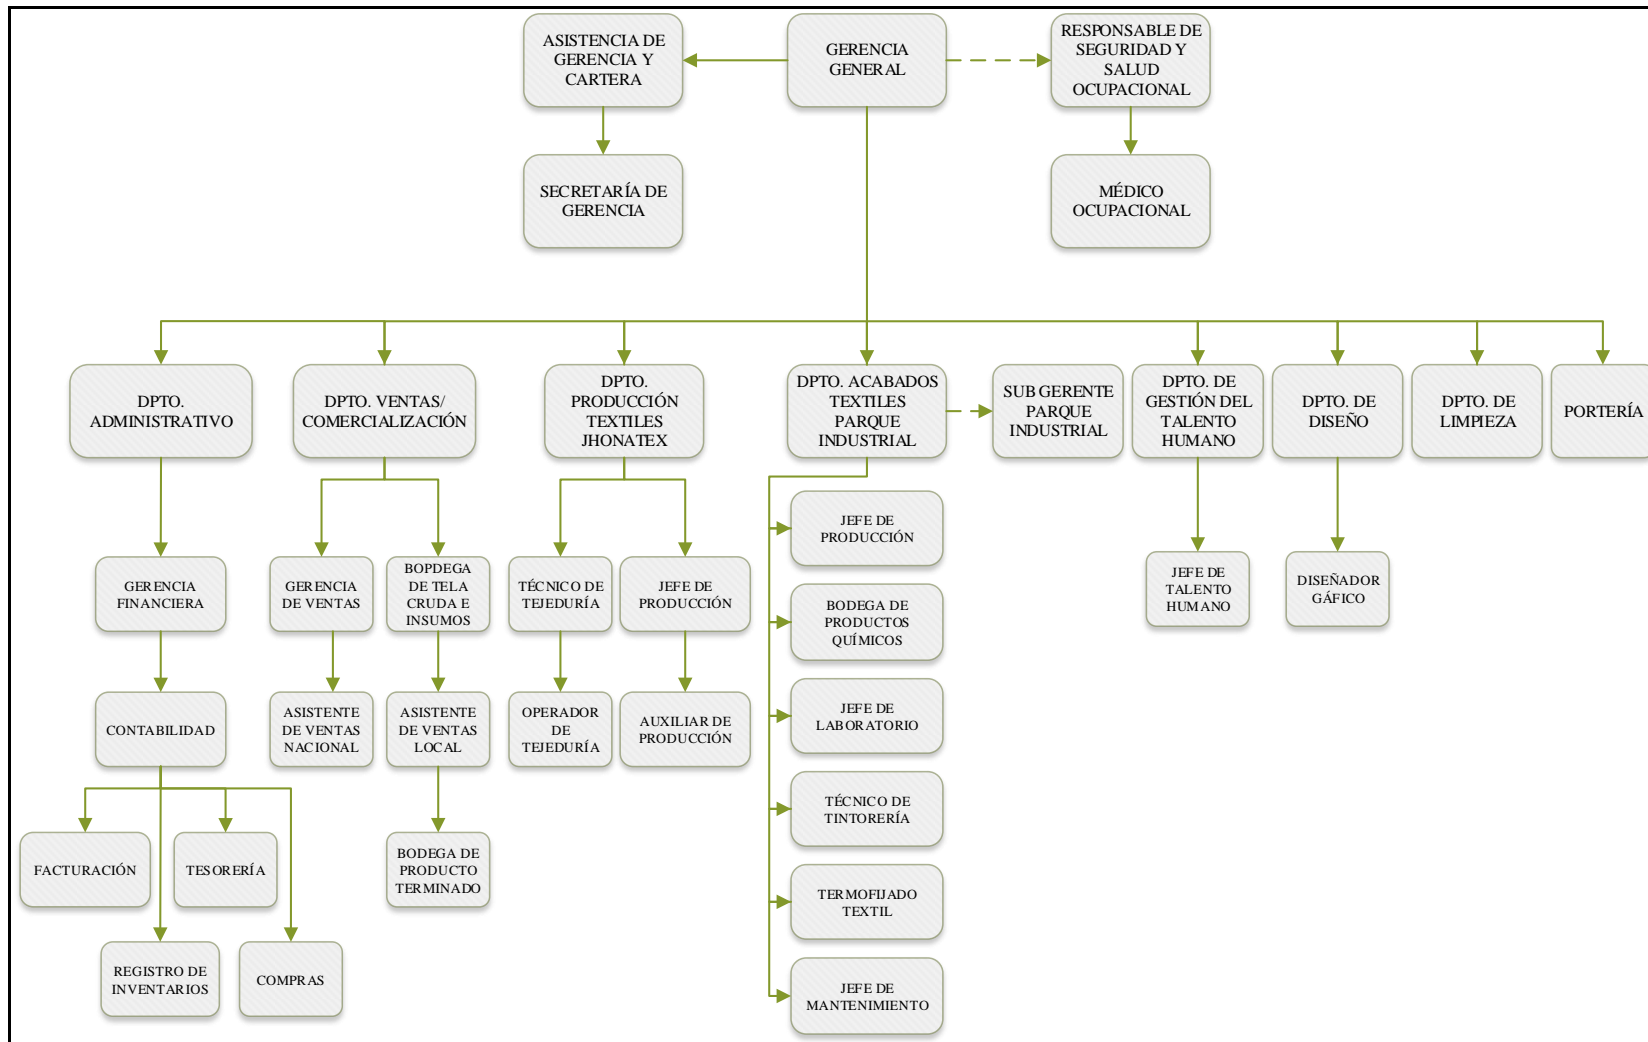 ASISTENCIA DE
GERENCIA Y
CARTERA
GERENCIA
GENERAL
RESPONSABLE DE
SEGURIDAD Y
SALUD
OCUPACIONAL
SECRETARÍA DE
GERENCIA
MÉDICO
OCUPACIONAL
DPTO.
ADMINISTRATIVO
DPTO. VENTAS/
COMERCIALIZACIÓN
DPTO.
PRODUCCIÓN
TEXTILES
JHONATEX
DPTO. ACABADOS
TEXTILES
PARQUE
INDUSTRIAL
SUB GERENTE
PARQUE
INDUSTRIAL
DPTO. DE
GESTIÓN DEL
TALENTO
HUMANO
DPTO. DE
DISEÑO
DPTO. DE
LIMPIEZA
PORTERÍA
GERENCIA
FINANCIERA
GERENCIA
DE VENTAS
BOPDEGA
DE TELA
CRUDA E
INSUMOS
TÉCNICO DE
TEJEDURÍA
JEFE DE
PRODUCCIÓN
JEFE DE
PRODUCCIÓN
JEFE DE
TALENTO
HUMANO
DISEÑADOR
GÁFICO
BODEGA DE
PRODUCTOS
QUÍMICOS
CONTABILIDAD
ASISTENTE
DE VENTAS
NACIONAL
ASISTENTE
DE VENTAS
LOCAL
OPERADOR
DE
TEJEDURÍA
AUXILIAR DE
PRODUCCIÓN
JEFE DE
LABORATORIO
TÉCNICO DE
TINTORERÍA
FACTURACIÓN
TESORERÍA
BODEGA DE
PRODUCTO
TERMINADO
TERMOFIJADO
TEXTIL
REGISTRO DE
INVENTARIOS
COMPRAS
JEFE DE
MANTENIMIENTO